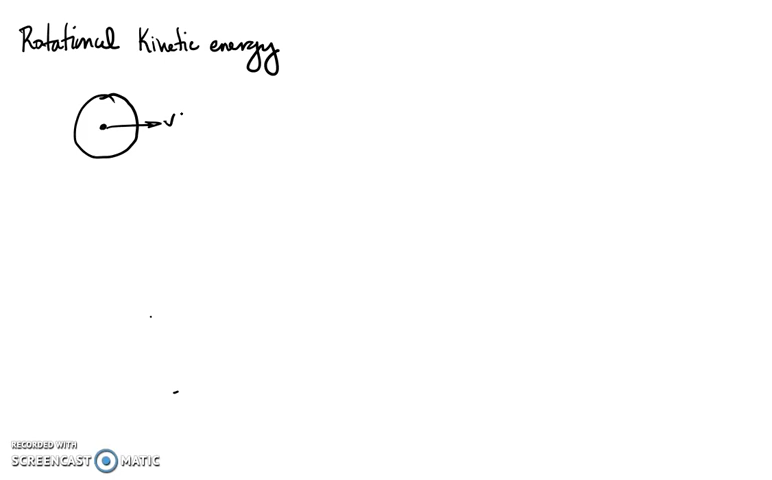 Rotational Kinetic energy
v
RECORDED WITH
SCREENCAST MATIC